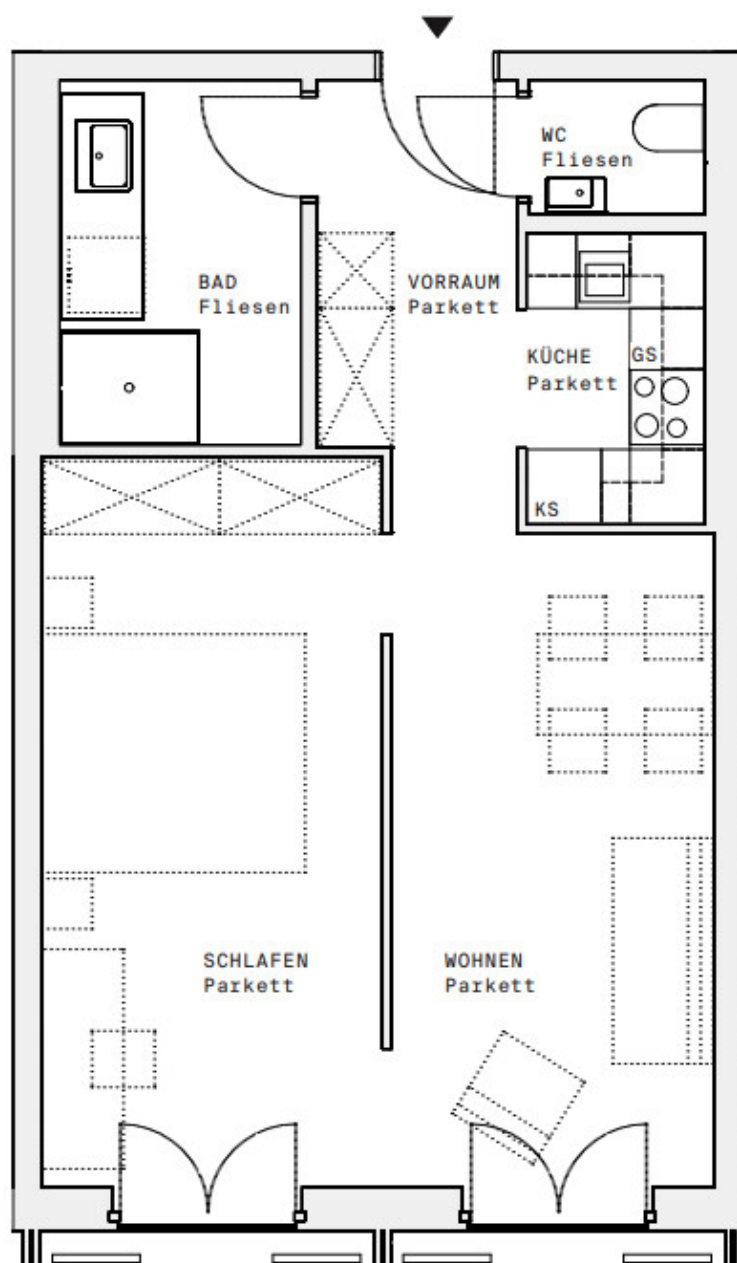 WC
Fliesen
BAD
Fliesen
VORRAUM
Parkett
KÜCHE
Parkett
GS
KS
SCHLAFEN
Parkett
WOHNEN
Parkett